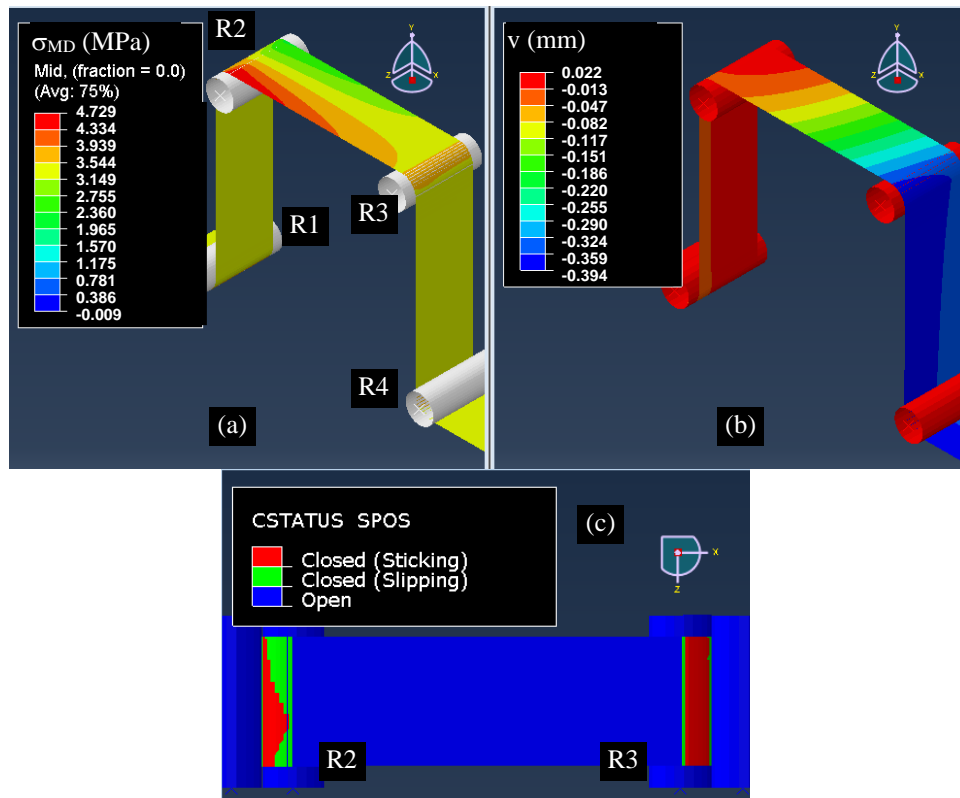 σMD (MPa)
Mid, (fraction = 0.0)
(Avg: 75%)
4.729
4.334
3.939
3.544
3.149
2.755
2.360
1.965
1.570
1.175
0.781
0.386
-0.009
R2
R1
R3
R4
(a)
Y
Z
X
v (mm)
0.022
-0.013
-0.047
-0.082
-0.117
-0.151
-0.186
-0.220
-0.255
-0.290
-0.324
-0.359
-0.394
Y
Z
X
(b)
CSTATUS SPOS
Closed (Sticking)
Closed (Slipping)
Open
(c)
X
Z
R2
R3